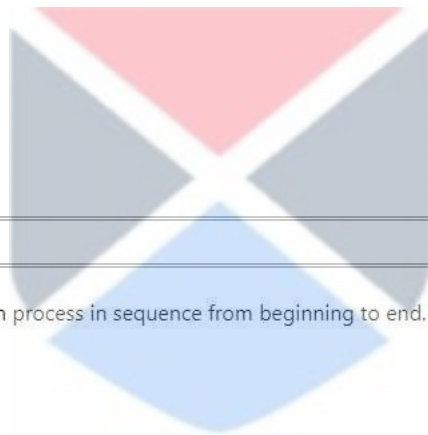 process in sequence from beginning to end.